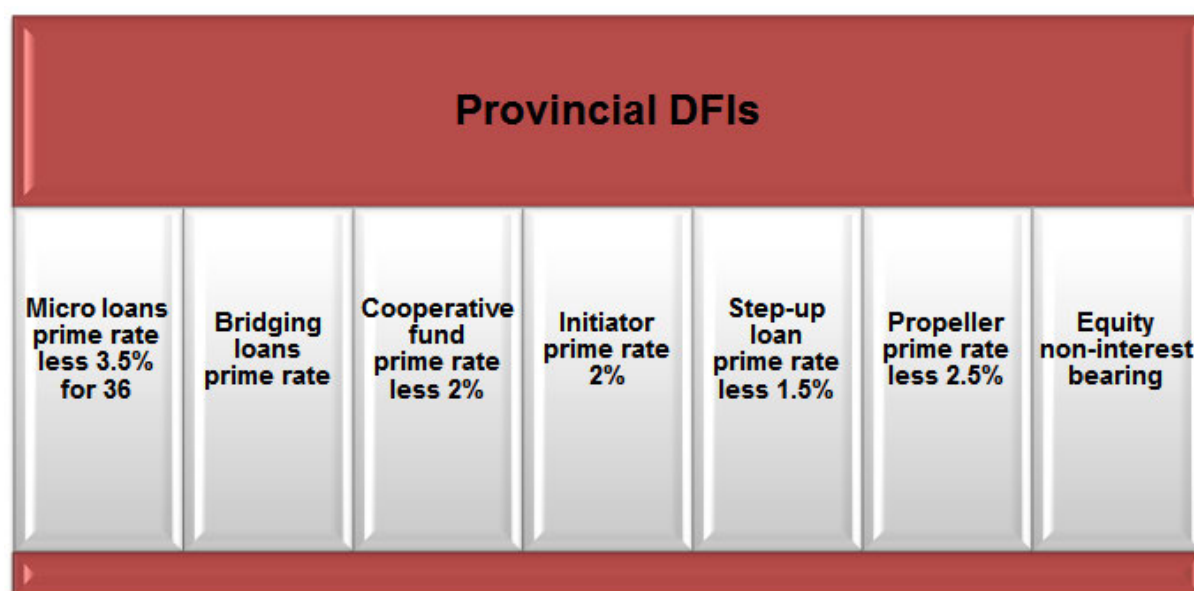 Provincial DFIs
Micro loans
prime rate
less 3.5%
for 36
Bridging
loans
prime rate
Cooperative
fund
prime rate
less 2%
Initiator
prime rate
2%
Step-up
loan
prime rate
less 1.5%
Propeller
prime rate
less 2.5%
Equity
non-interest
bearing